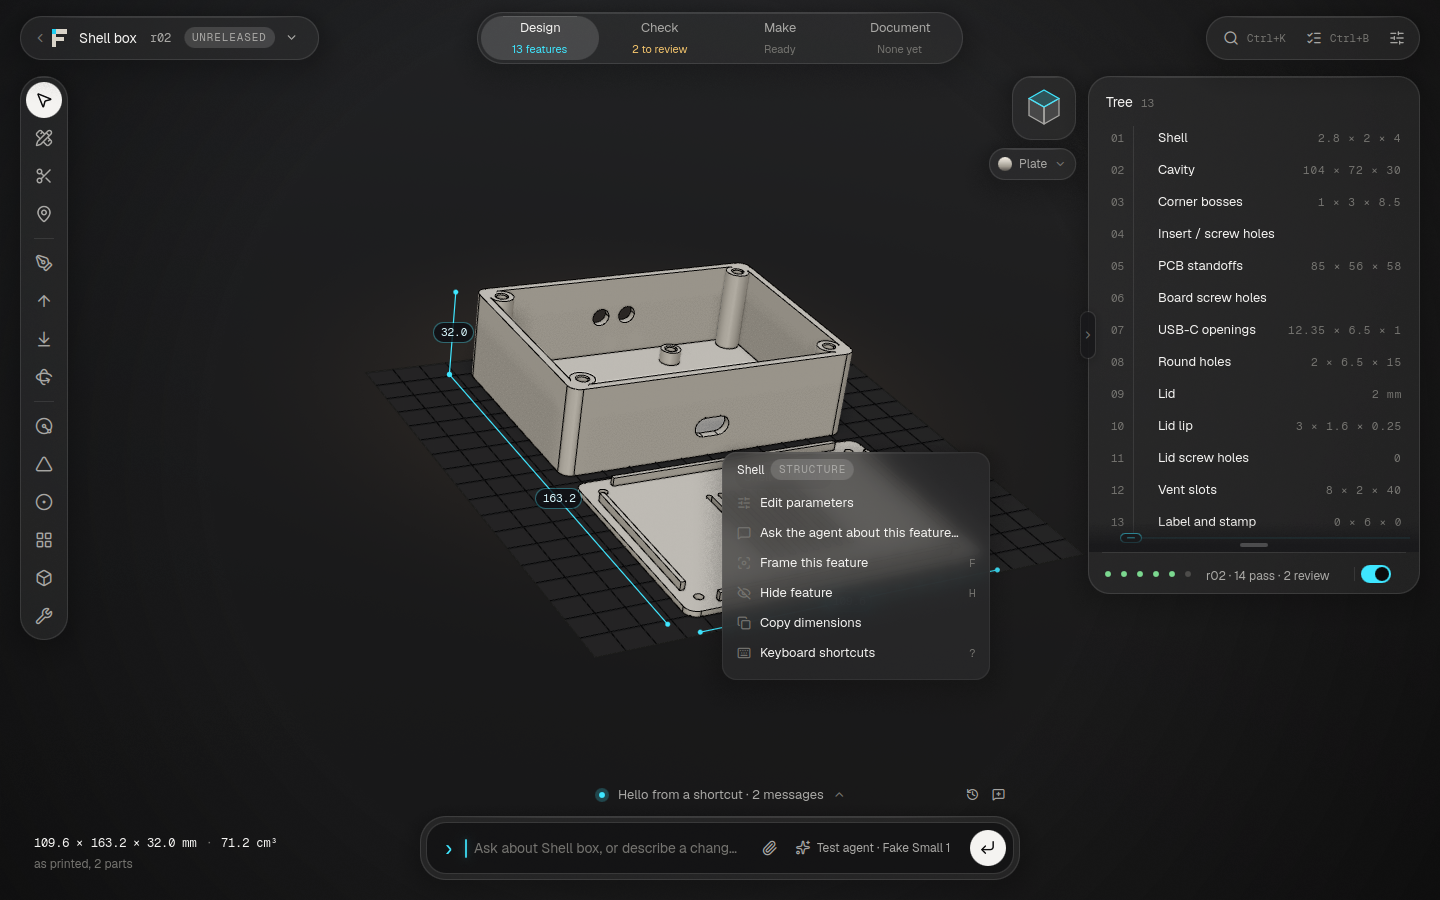 Shell box r02 UNRELEASED
Design
13 features
Check
2 to review
Make
Ready
Document
None yet
Ctrl+K
Ctrl+B
Plate
Tree 13
01 Shell 2.8 × 2 × 4
02 Cavity 104 × 72 × 30
03 Corner bosses 1 × 3 × 8.5
04 Insert / screw holes
05 PCB standoffs 85 × 56 × 58
06 Board screw holes
07 USB-C openings 12.35 × 6.5 × 1
08 Round holes 2 × 6.5 × 15
09 Lid 2 mm
10 Lid lip 3 × 1.6 × 0.25
11 Lid screw holes 0
12 Vent slots 8 × 2 × 40
13 Label and stamp 0 × 6 × 0
r02 · 14 pass · 2 review
32.0
163.2
Shell STRUCTURE
Edit parameters
Ask the agent about this feature...
Frame this feature F
Hide feature H
Copy dimensions
Keyboard shortcuts ?
Hello from a shortcut · 2 messages
Ask about Shell box, or describe a chang...
Test agent · Fake Small 1
109.6 × 163.2 × 32.0 mm · 71.2 cm³
as printed, 2 parts